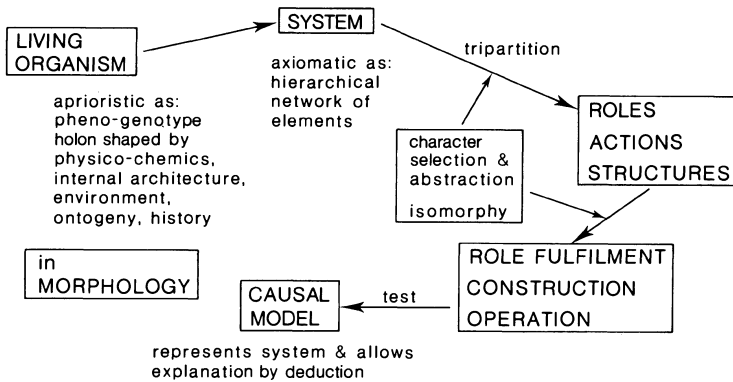 LIVING
ORGANISM
aprioristic as:
pheno-genotype
holon shaped by
physico-chemics,
internal architecture,
environment,
ontogeny, history
SYSTEM
axiomatic as:
hierarchical
network of
elements
tripartition
character
selection &
abstraction
isomorphy
ROLES
ACTIONS
STRUCTURES
ROLE FULFILMENT
CONSTRUCTION
OPERATION
test
CAUSAL
MODEL
represents system & allows
explanation by deduction
in
MORPHOLOGY